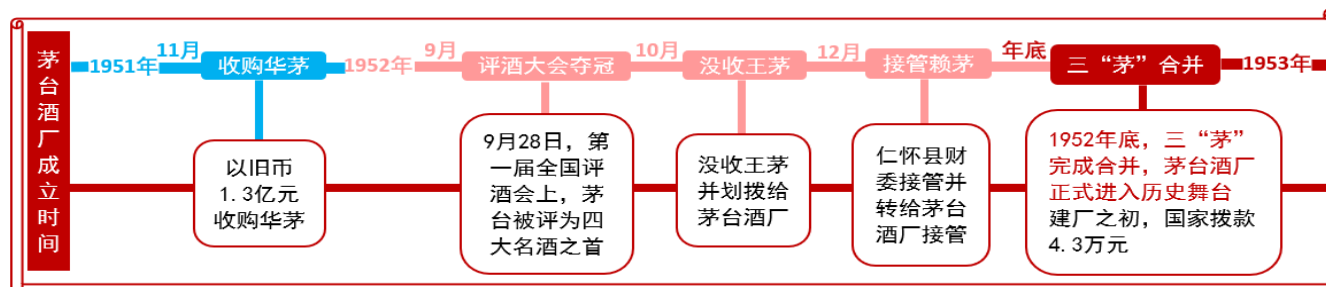 茅台酒厂成立时间
1951年
11月
收购华茅
以旧币
1.3亿元
收购华茅
1952年
9月
评酒大会夺冠
9月28日，第
一届全国评
酒会上，茅
台被评为四
大名酒之首
10月
没收王茅
没收王茅
并划拨给
茅台酒厂
12月
接管赖茅
仁怀县财
委接管并
转给茅台
酒厂接管
年底
三“茅”合并
1952年底，三“茅”
完成合并，茅台酒厂
正式进入历史舞台
建厂之初，国家拨款
4.3万元
1953年